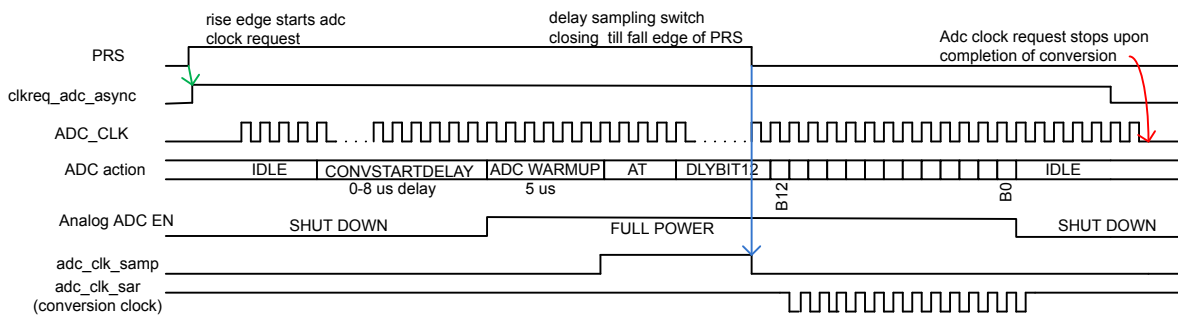 rise edge starts adc
clock request
delay sampling switch
closing till fall edge of PRS
Adc clock request stops upon
completion of conversion
PRS
clkreq_adc_async
ADC_CLK
ADC action
IDLE
CONVSTARTDELAY
ADC WARMUP
AT
DLYBIT12
B12
B0
IDLE
0-8 us delay
5 us
Analog ADC EN
SHUT DOWN
FULL POWER
SHUT DOWN
adc_clk_samp
adc_clk_sar
(conversion clock)